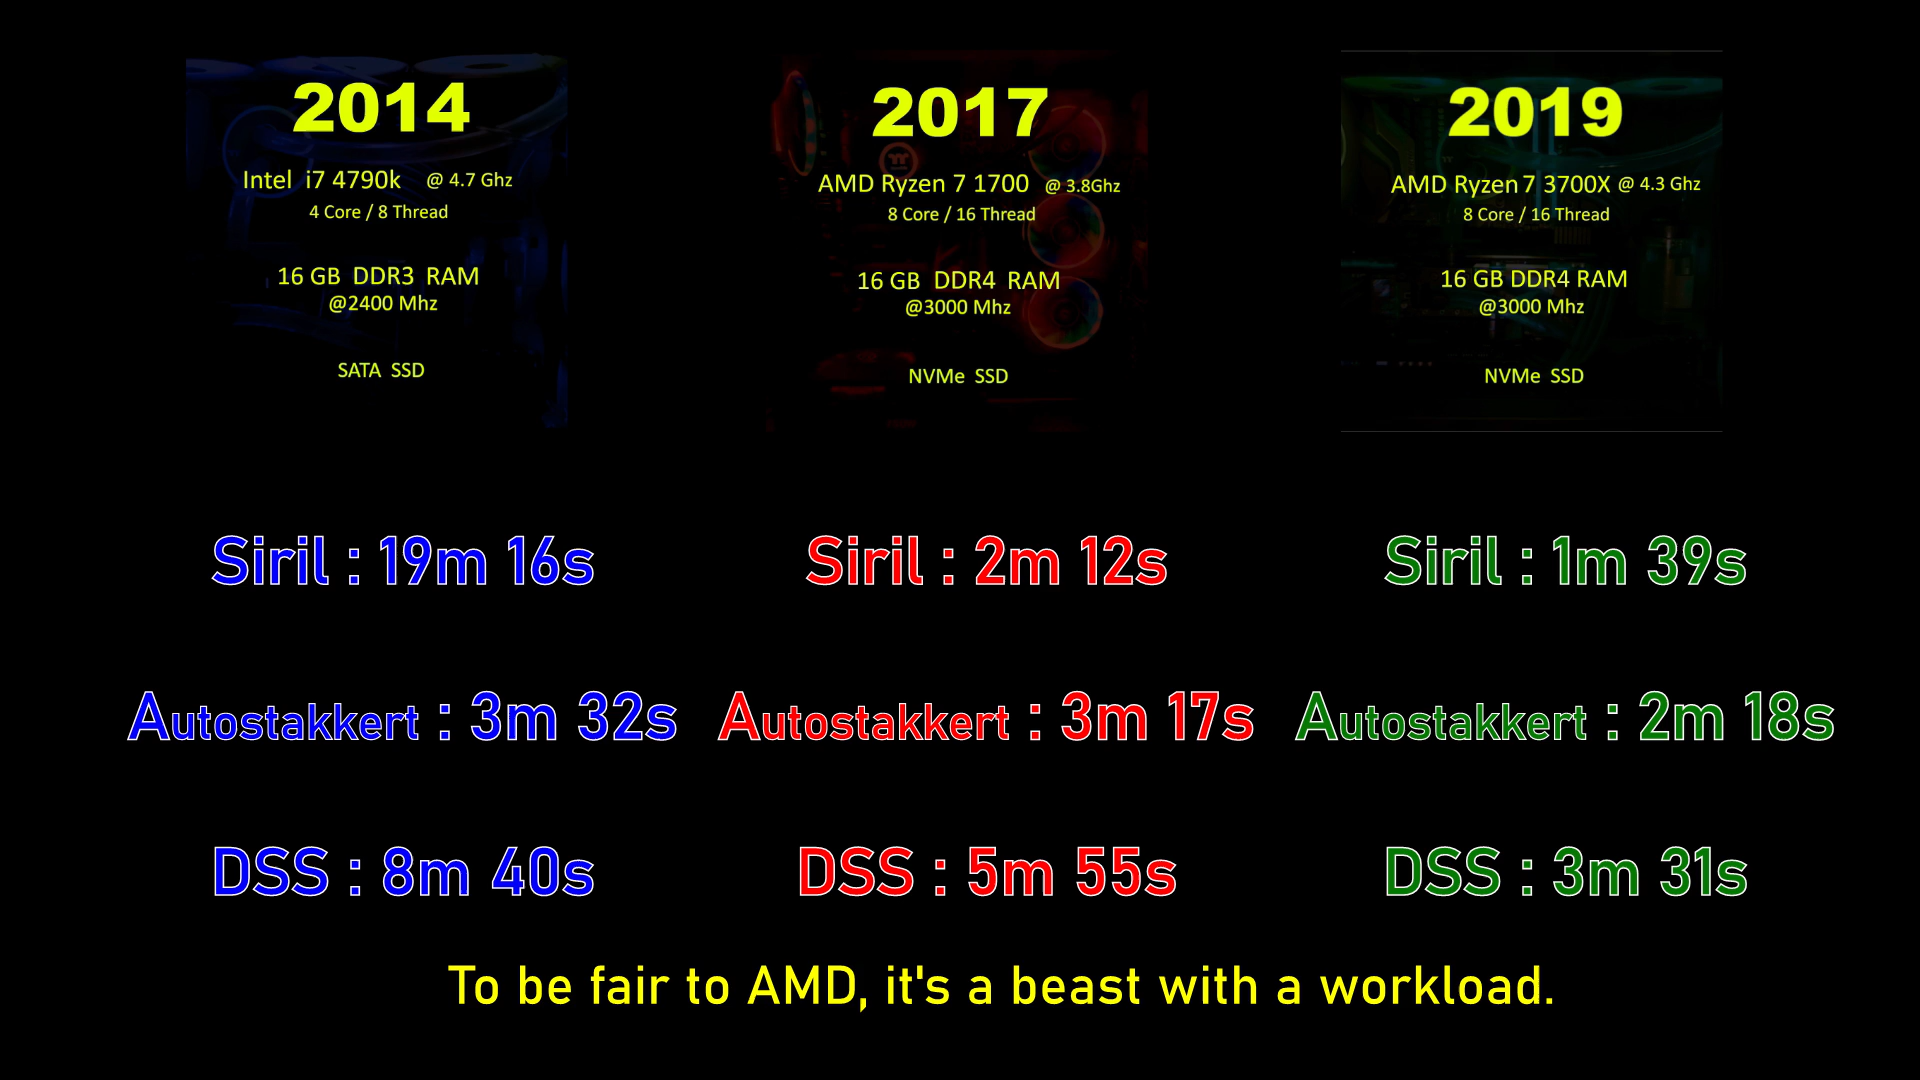 2014
Intel i7 4790k @ 4.7 Ghz
4 Core / 8 Thread
16 GB DDR3 RAM
@2400 Mhz
SATA SSD
2017
AMD Ryzen 7 1700 @ 3.8Ghz
8 Core / 16 Thread
16 GB DDR4 RAM
@3000 Mhz
NVMe SSD
2019
AMD Ryzen 7 3700X @ 4.3 Ghz
8 Core / 16 Thread
16 GB DDR4 RAM
@3000 Mhz
NVMe SSD
Siril : 19m 16s
Siril : 2m 12s
Siril : 1m 39s
Autostakkert : 3m 32s
Autostakkert : 3m 17s
Autostakkert : 2m 18s
DSS : 8m 40s
DSS : 5m 55s
DSS : 3m 31s
To be fair to AMD, it's a beast with a workload.